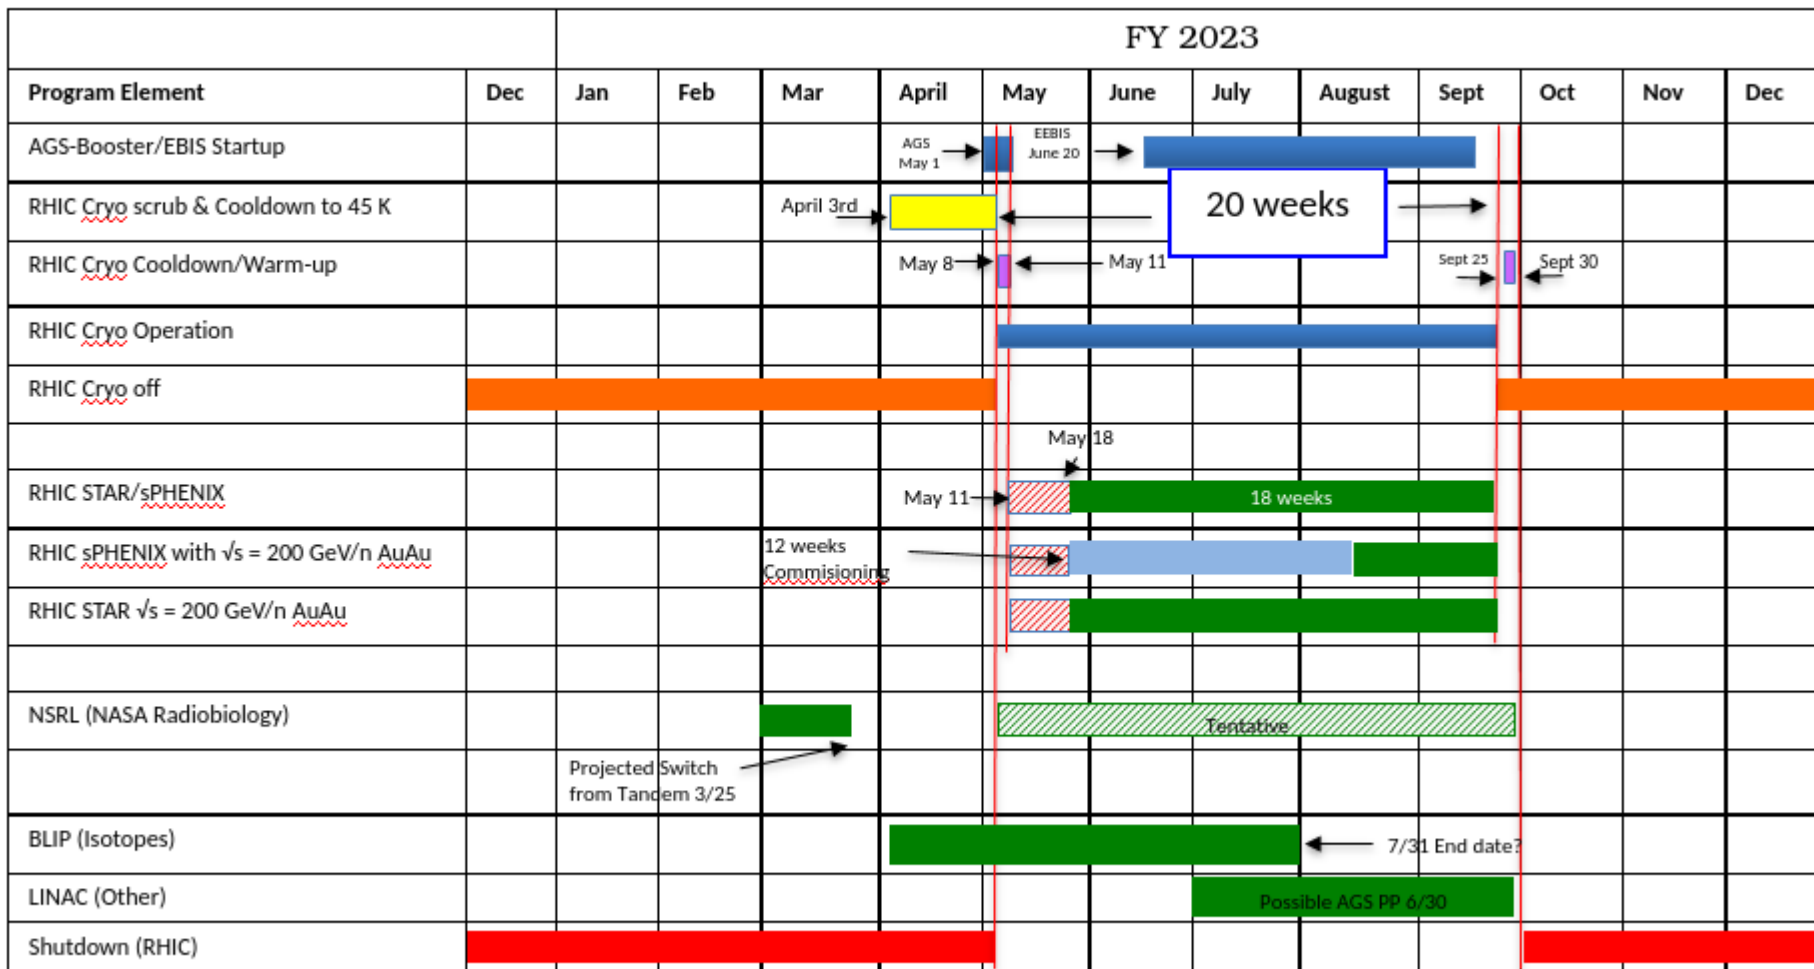 FY 2023
Program Element Dec Jan Feb Mar April May June July August Sept Oct Nov Dec
AGS-Booster/EBIS Startup
AGS
May 1
EEBIS
June 20
RHIC Cryo scrub & Cooldown to 45 K
April 3rd
20 weeks
RHIC Cryo Cooldown/Warm-up
May 8
May 11
Sept 25
Sept 30
RHIC Cryo Operation
RHIC Cryo off
May 18
RHIC STAR/sPHENIX
May 11
18 weeks
RHIC sPHENIX with √s = 200 GeV/n AuAu
12 weeks
Commisioning
RHIC STAR √s = 200 GeV/n AuAu
NSRL (NASA Radiobiology)
Tentative
Projected Switch
from Tandem 3/25
BLIP (Isotopes)
7/31 End date?
LINAC (Other)
Possible AGS PP 6/30
Shutdown (RHIC)